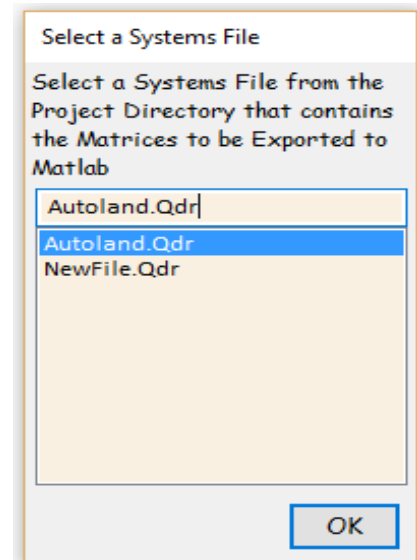 Select a Systems File
Select a Systems File from the
Project Directory that contains
the Matrices to be Exported to
Matlab
Autoland.Qdr
Autoland.Qdr
NewFile.Qdr
OK